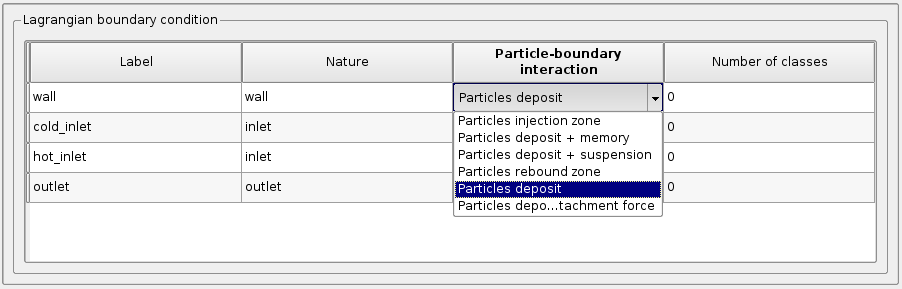 Lagrangian boundary condition
Label Nature Particle-boundary interaction Number of classes
wall wall Particles deposit 0
cold_inlet inlet 0
hot_inlet inlet 0
outlet outlet 0
Particles injection zone
Particles deposit + memory
Particles deposit + suspension
Particles rebound zone
Particles deposit
Particles depo...tachment force